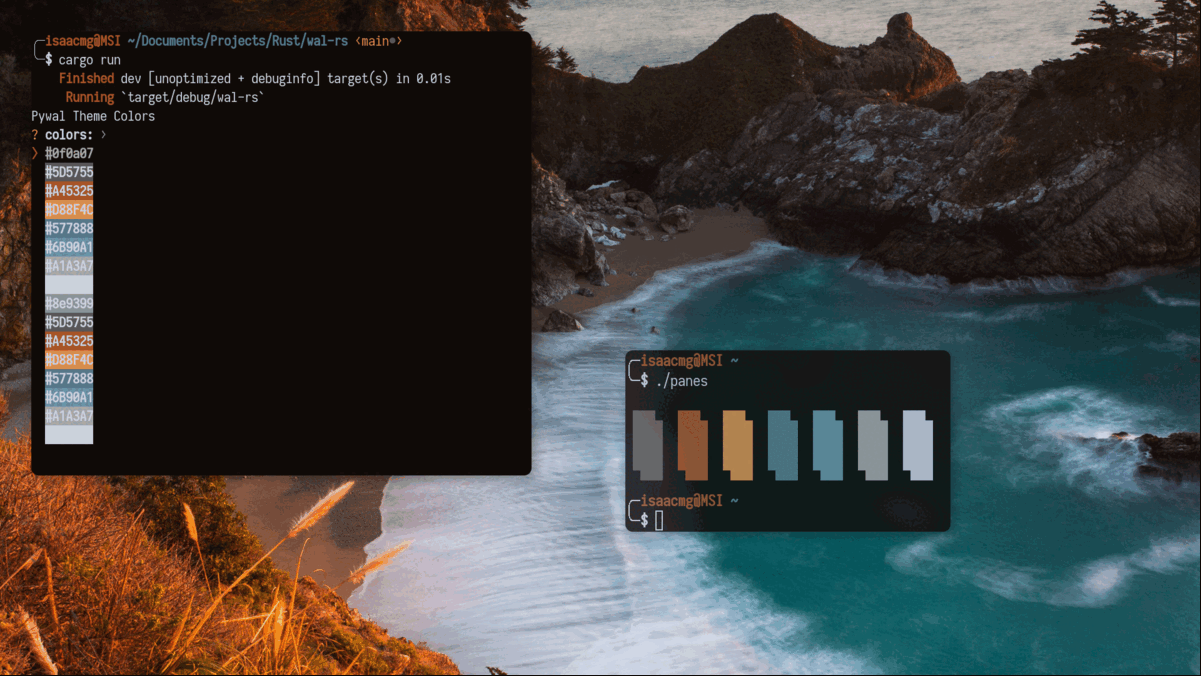 isaacmg@MSI ~/Documents/Projects/Rust/wal-rs <main●>
$ cargo run
Finished dev [unoptimized + debuginfo] target(s) in 0.01s
Running `target/debug/wal-rs`
Pywal Theme Colors
? colors: ›
❯ #0f0a07
#5D5755
#A45325
#D88F4C
#577888
#6B90A1
#A1A3A7
#8e9399
#5D5755
#A45325
#D88F4C
#577888
#6B90A1
#A1A3A7
isaacmg@MSI ~
$ ./panes
isaacmg@MSI ~
$